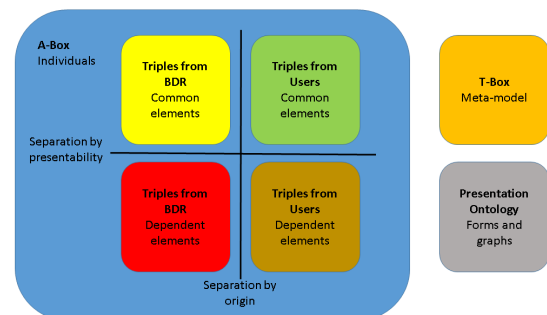 A-Box
Individuals
Triples from
BDR
Common
elements
Triples from
Users
Common
elements
T-Box
Meta-model
Separation by
presentability
Triples from
BDR
Dependent
elements
Triples from
Users
Dependent
elements
Presentation
Ontology
Forms and
graphs
Separation by
origin